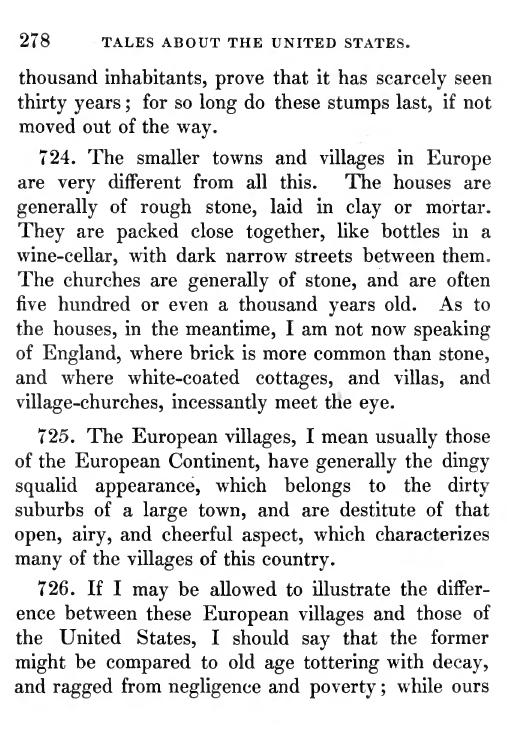 278 TALES ABOUT THE UNITED STATES.
thousand inhabitants, prove that it has scarcely seen
thirty years; for so long do these stumps last, if not
moved out of the way.
724. The smaller towns and villages in Europe
are very different from all this. The houses are
generally of rough stone, laid in clay or mortar.
They are packed close together, like bottles in a
wine-cellar, with dark narrow streets between them.
The churches are generally of stone, and are often
five hundred or even a thousand years old. As to
the houses, in the meantime, I am not now speaking
of England, where brick is more common than stone,
and where white-coated cottages, and villas, and
village-churches, incessantly meet the eye.
725. The European villages, I mean usually those
of the European Continent, have generally the dingy
squalid appearance, which belongs to the dirty
suburbs of a large town, and are destitute of that
open, airy, and cheerful aspect, which characterizes
many of the villages of this country.
726. If I may be allowed to illustrate the differ-
ence between these European villages and those of
the United States, I should say that the former
might be compared to old age tottering with decay,
and ragged from negligence and poverty; while ours